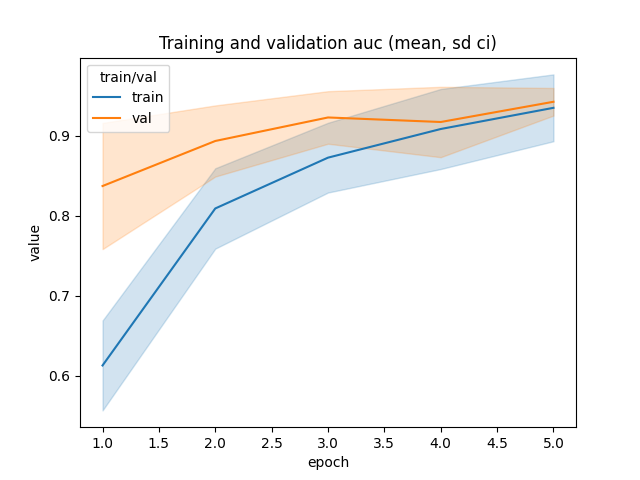 Training and validation auc (mean, sd ci)
train/val
train
val
value
0.9
0.8
0.7
0.6
1.0 1.5 2.0 2.5 3.0 3.5 4.0 4.5 5.0
epoch